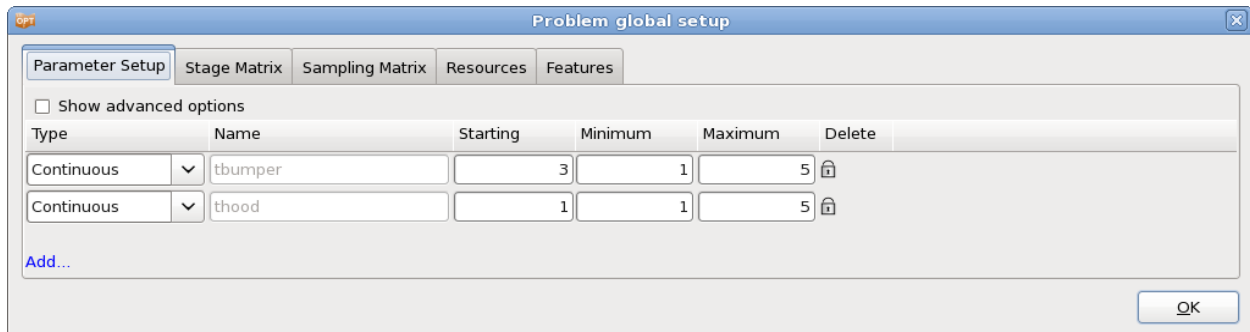 OPT Problem global setup
Parameter Setup Stage Matrix Sampling Matrix Resources Features
Show advanced options
Type Name Starting Minimum Maximum Delete
Continuous tbumper 3 1 5
Continuous thood 1 1 5
Add...
OK